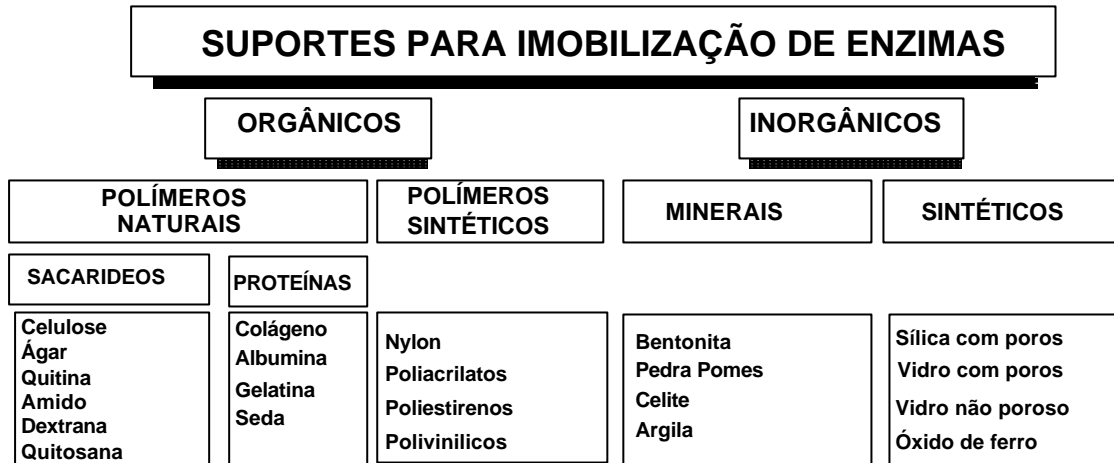 SUPORTES PARA IMOBILIZAÇÃO DE ENZIMAS
ORGÂNICOS
INORGÂNICOS
POLÍMEROS
NATURAIS
POLÍMEROS
SINTÉTICOS
MINERAIS
SINTÉTICOS
SACARIDEOS
PROTEÍNAS
Celulose
Ágar
Quitina
Amido
Dextrana
Quitosana
Colágeno
Albumina
Gelatina
Seda
Nylon
Poliacrilatos
Poliestirenos
Polivinilicos
Bentonita
Pedra Pomes
Celite
Argila
Sílica com poros
Vidro com poros
Vidro não poroso
Óxido de ferro